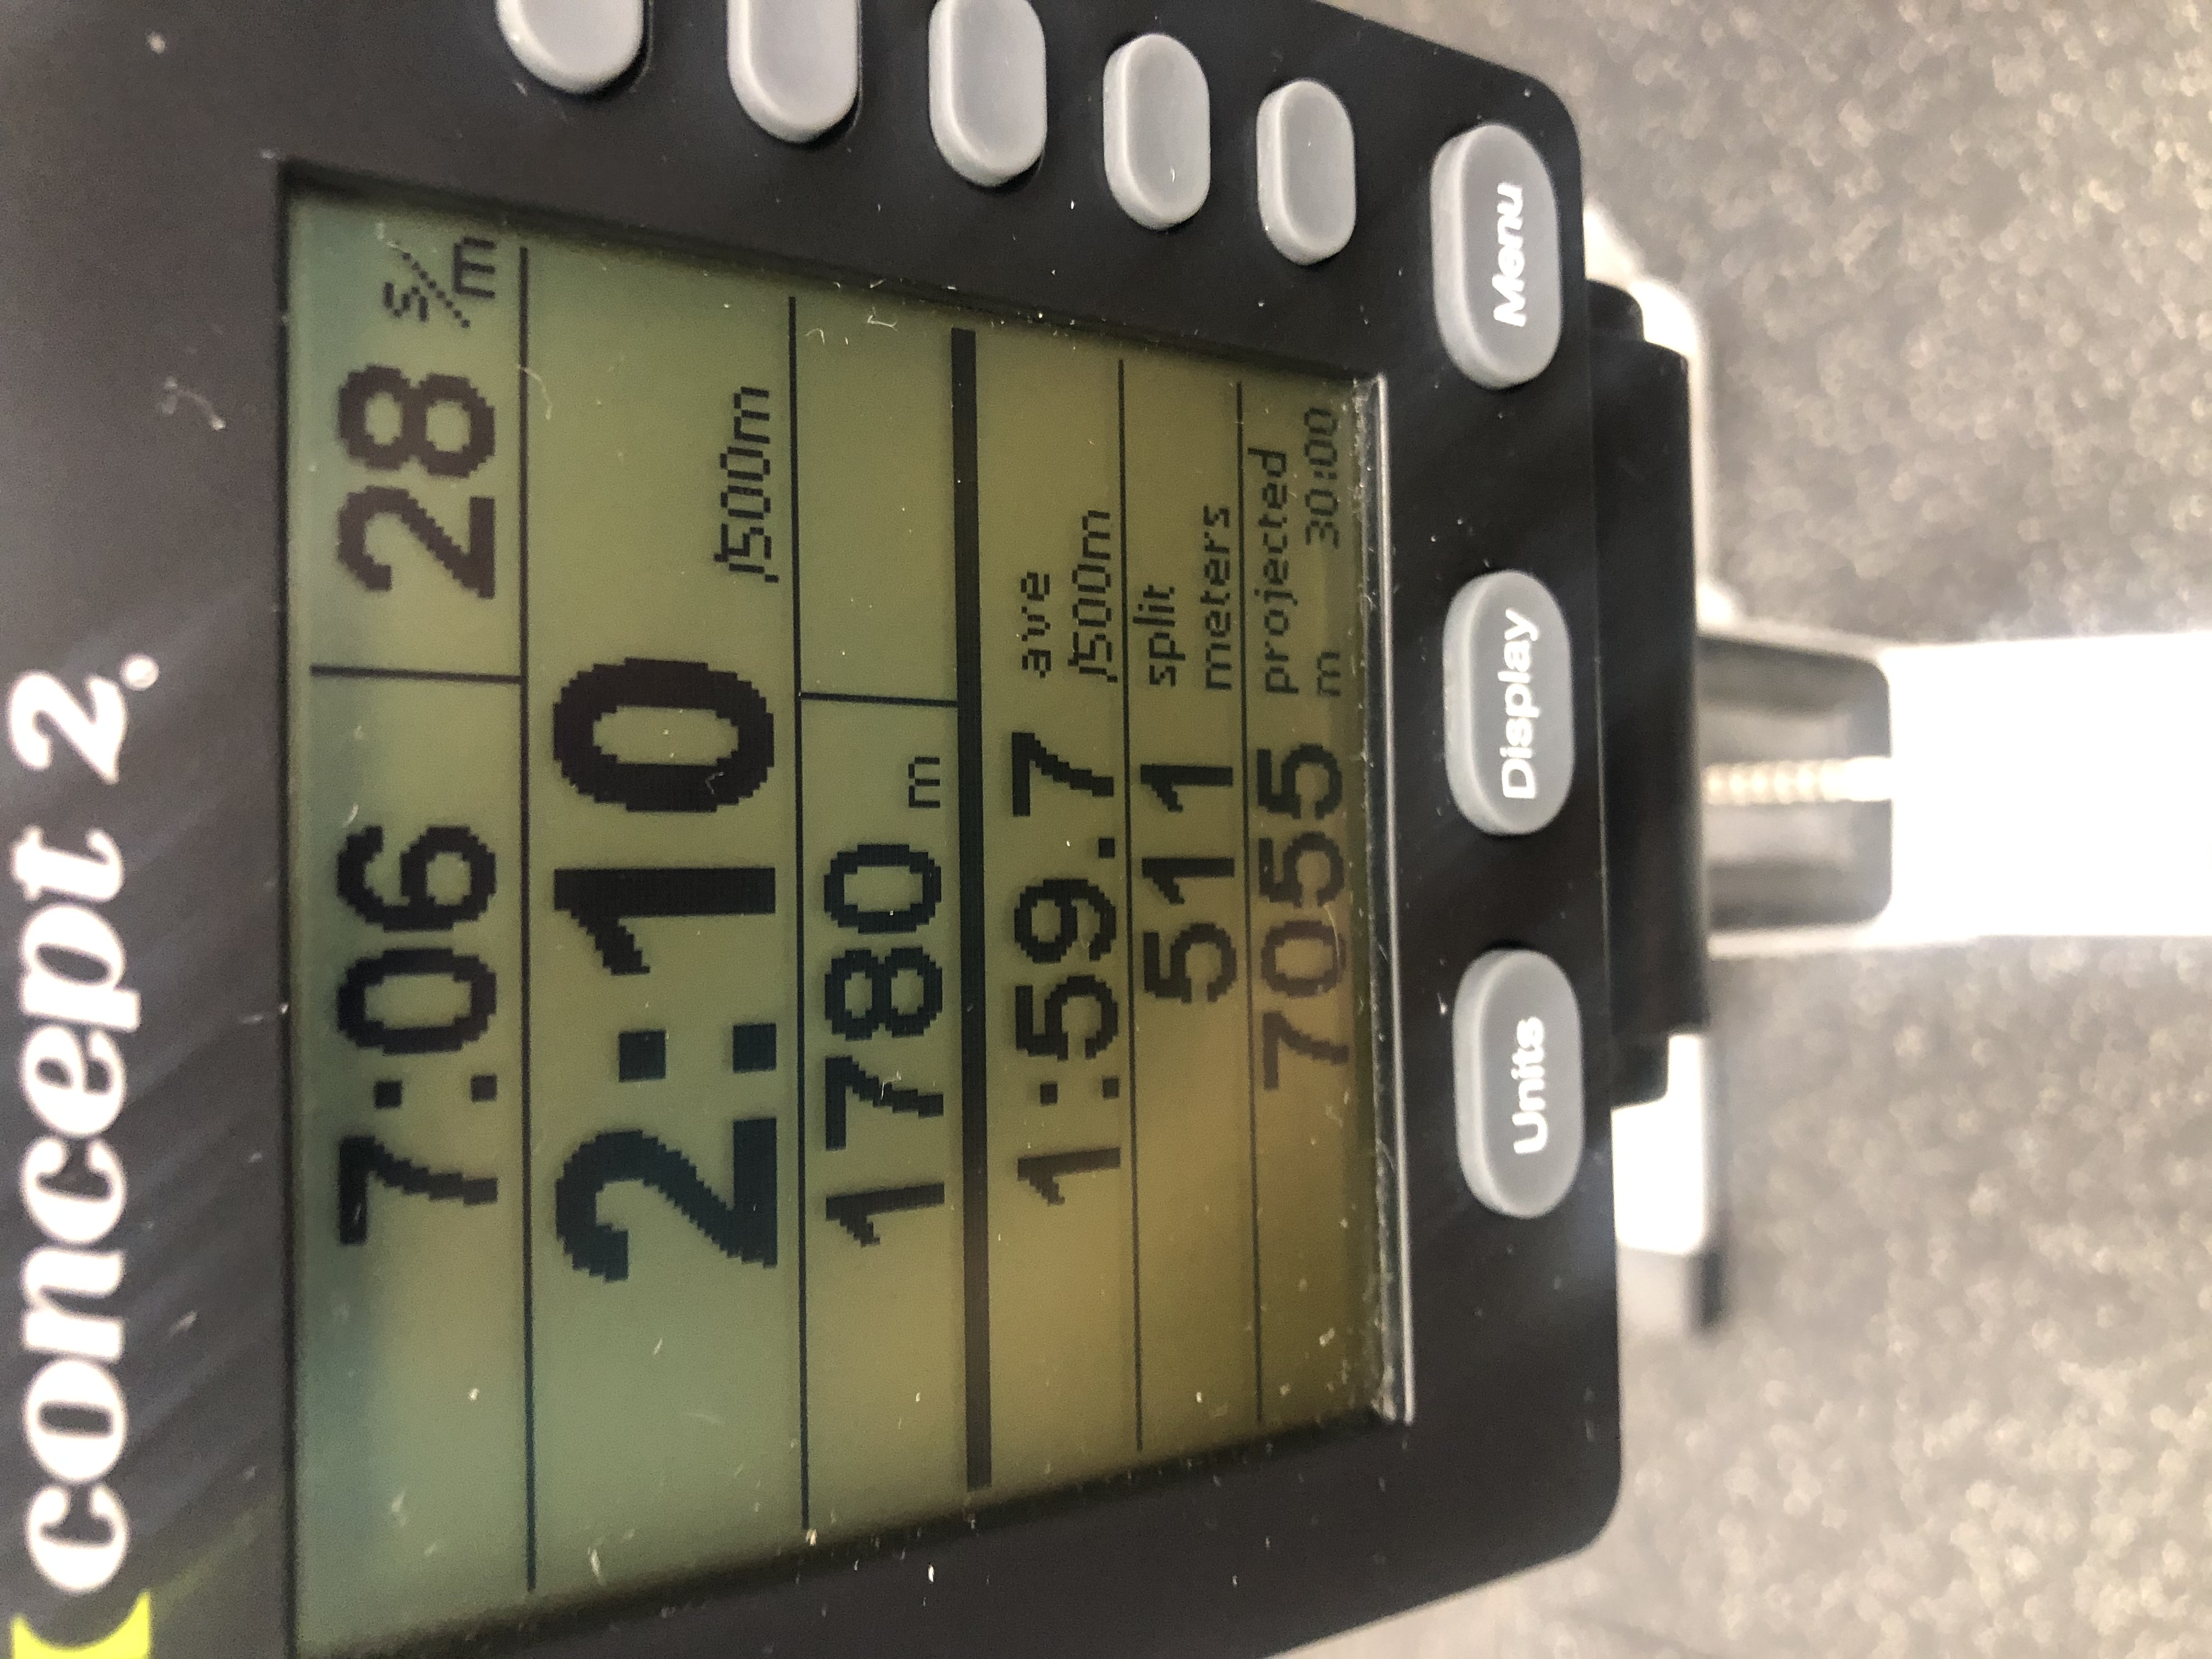 concept 2®
7:06 28 s/m
2:10 /500m
1780 m
1:59.7 ave /500m
511 split meters
7055 projected m 30:00
Units Display Menu